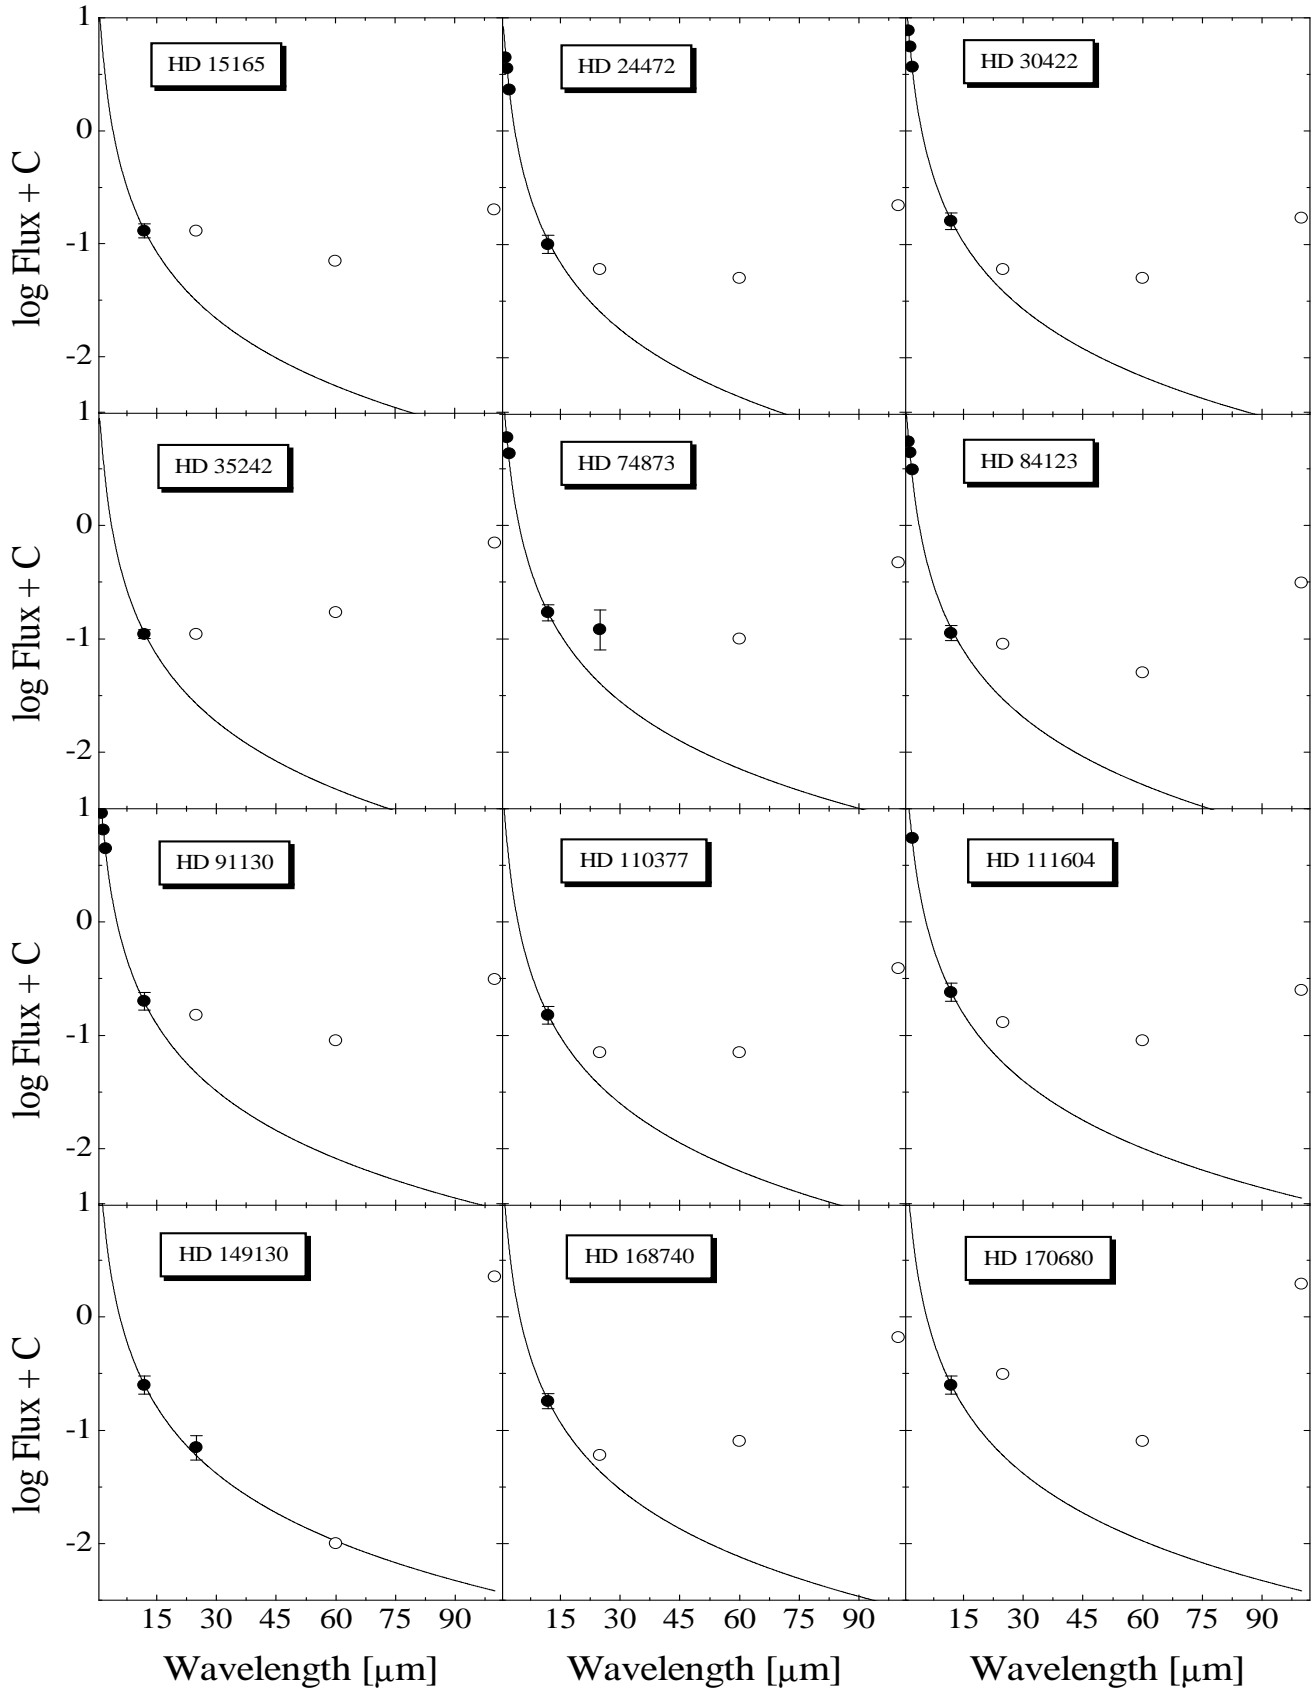 1
HD 15165
HD 24472
HD 30422
0
-1
-2
log Flux + C
1
HD 35242
HD 74873
HD 84123
0
-1
-2
log Flux + C
1
HD 91130
HD 110377
HD 111604
0
-1
-2
log Flux + C
1
HD 149130
HD 168740
HD 170680
0
-1
-2
log Flux + C
15 30 45 60 75 90 15 30 45 60 75 90 15 30 45 60 75 90
Wavelength [μm] Wavelength [μm] Wavelength [μm]